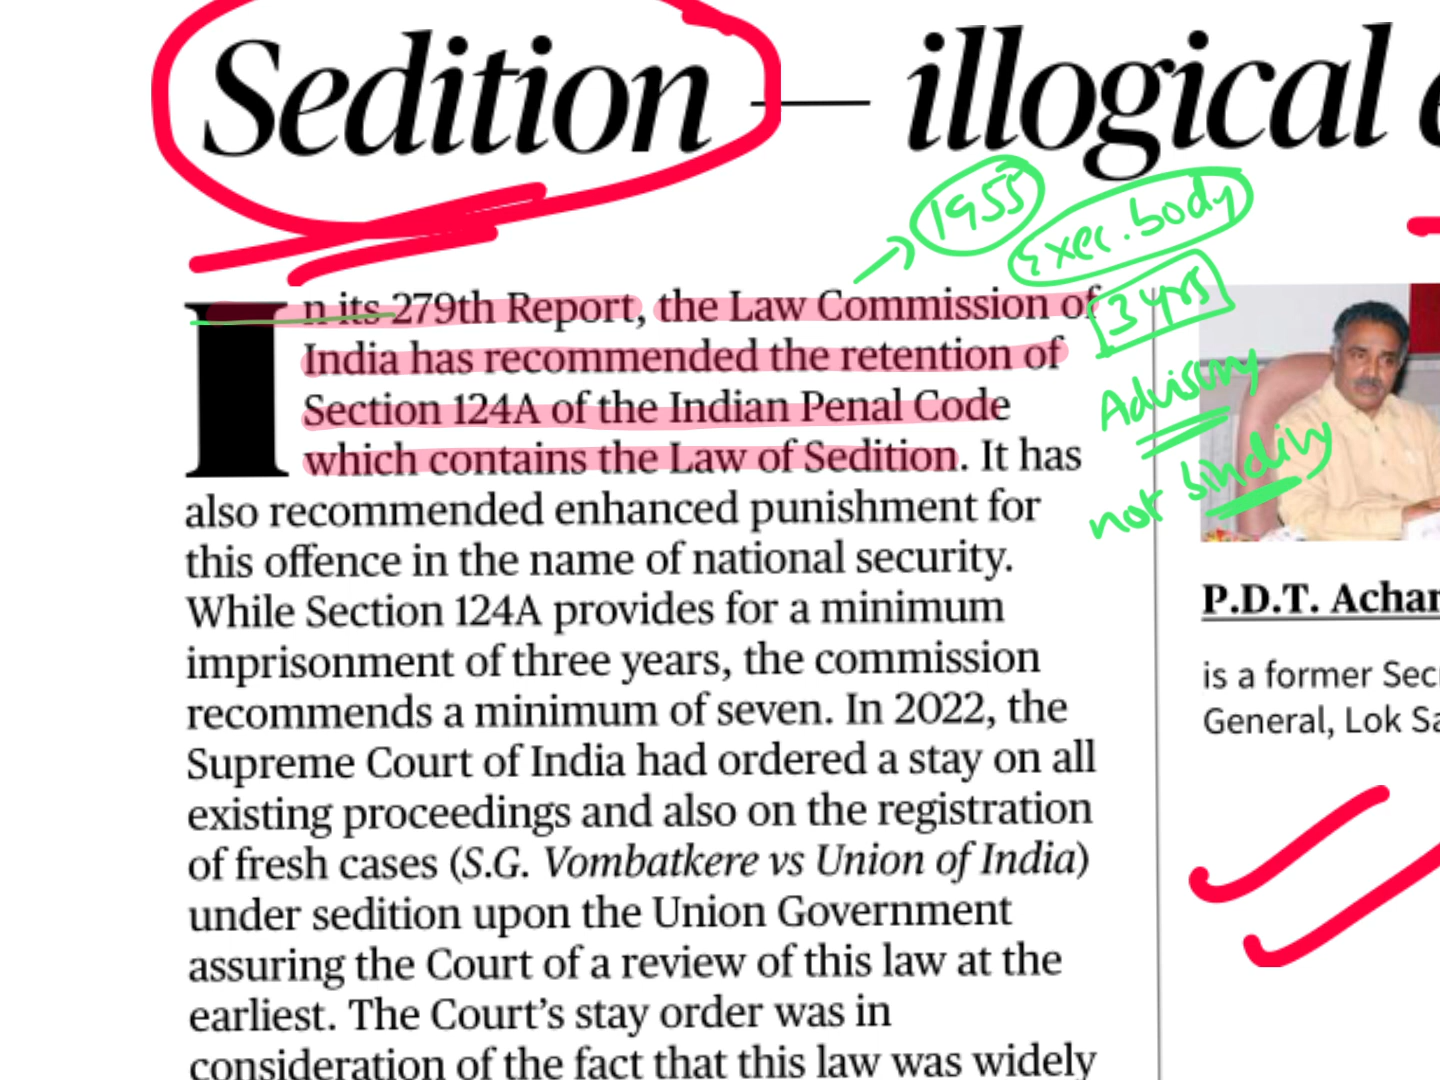 Sedition — illogical
1955
Exec. body
3 yrs
Advisory
not binding
In its 279th Report, the Law Commission of
India has recommended the retention of
Section 124A of the Indian Penal Code
which contains the Law of Sedition. It has
also recommended enhanced punishment for
this offence in the name of national security.
While Section 124A provides for a minimum
imprisonment of three years, the commission
recommends a minimum of seven. In 2022, the
Supreme Court of India had ordered a stay on all
existing proceedings and also on the registration
of fresh cases (S.G. Vombatkere vs Union of India)
under sedition upon the Union Government
assuring the Court of a review of this law at the
earliest. The Court’s stay order was in
consideration of the fact that this law was widely
P.D.T. Achar
is a former Sec
General, Lok Sa